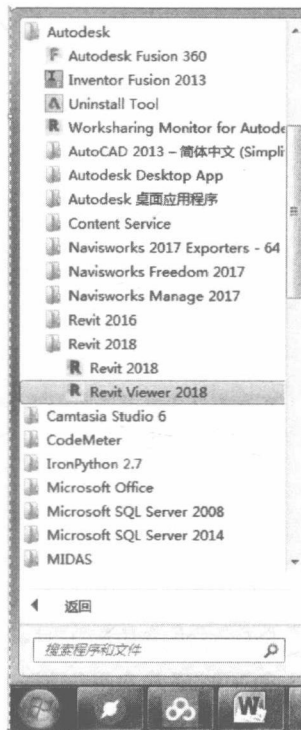 Autodesk
Autodesk Fusion 360
Inventor Fusion 2013
Uninstall Tool
Worksharing Monitor for Autode
AutoCAD 2013 – 简体中文 (Simpli
Autodesk Desktop App
Autodesk 桌面应用程序
Content Service
Navisworks 2017 Exporters - 64
Navisworks Freedom 2017
Navisworks Manage 2017
Revit 2016
Revit 2018
Revit 2018
Revit Viewer 2018
Camtasia Studio 6
CodeMeter
IronPython 2.7
Microsoft Office
Microsoft SQL Server 2008
Microsoft SQL Server 2014
MIDAS
返回
搜索程序和文件